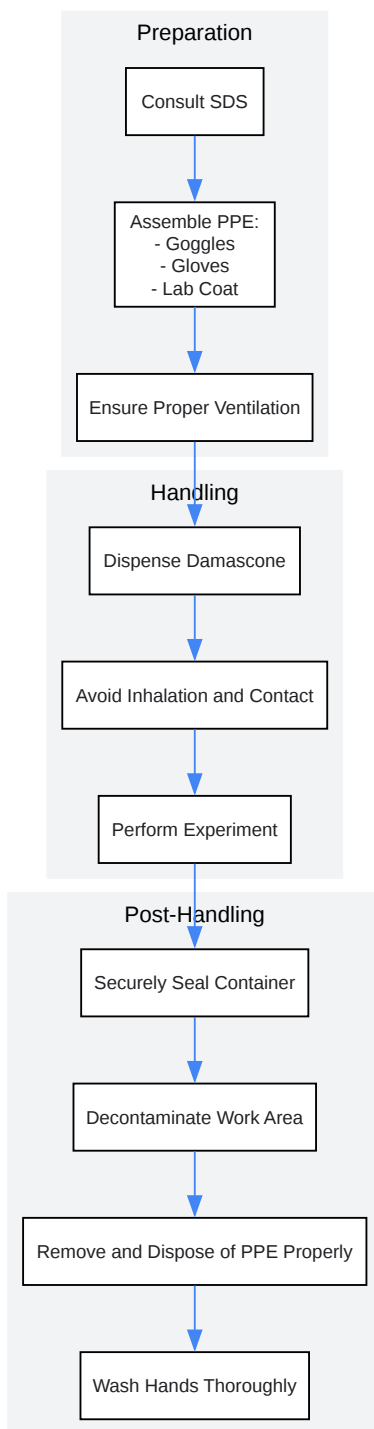 Preparation
Consult SDS
Assemble PPE:
- Goggles
- Gloves
- Lab Coat
Ensure Proper Ventilation
Handling
Dispense Damascone
Avoid Inhalation and Contact
Perform Experiment
Post-Handling
Securely Seal Container
Decontaminate Work Area
Remove and Dispose of PPE Properly
Wash Hands Thoroughly